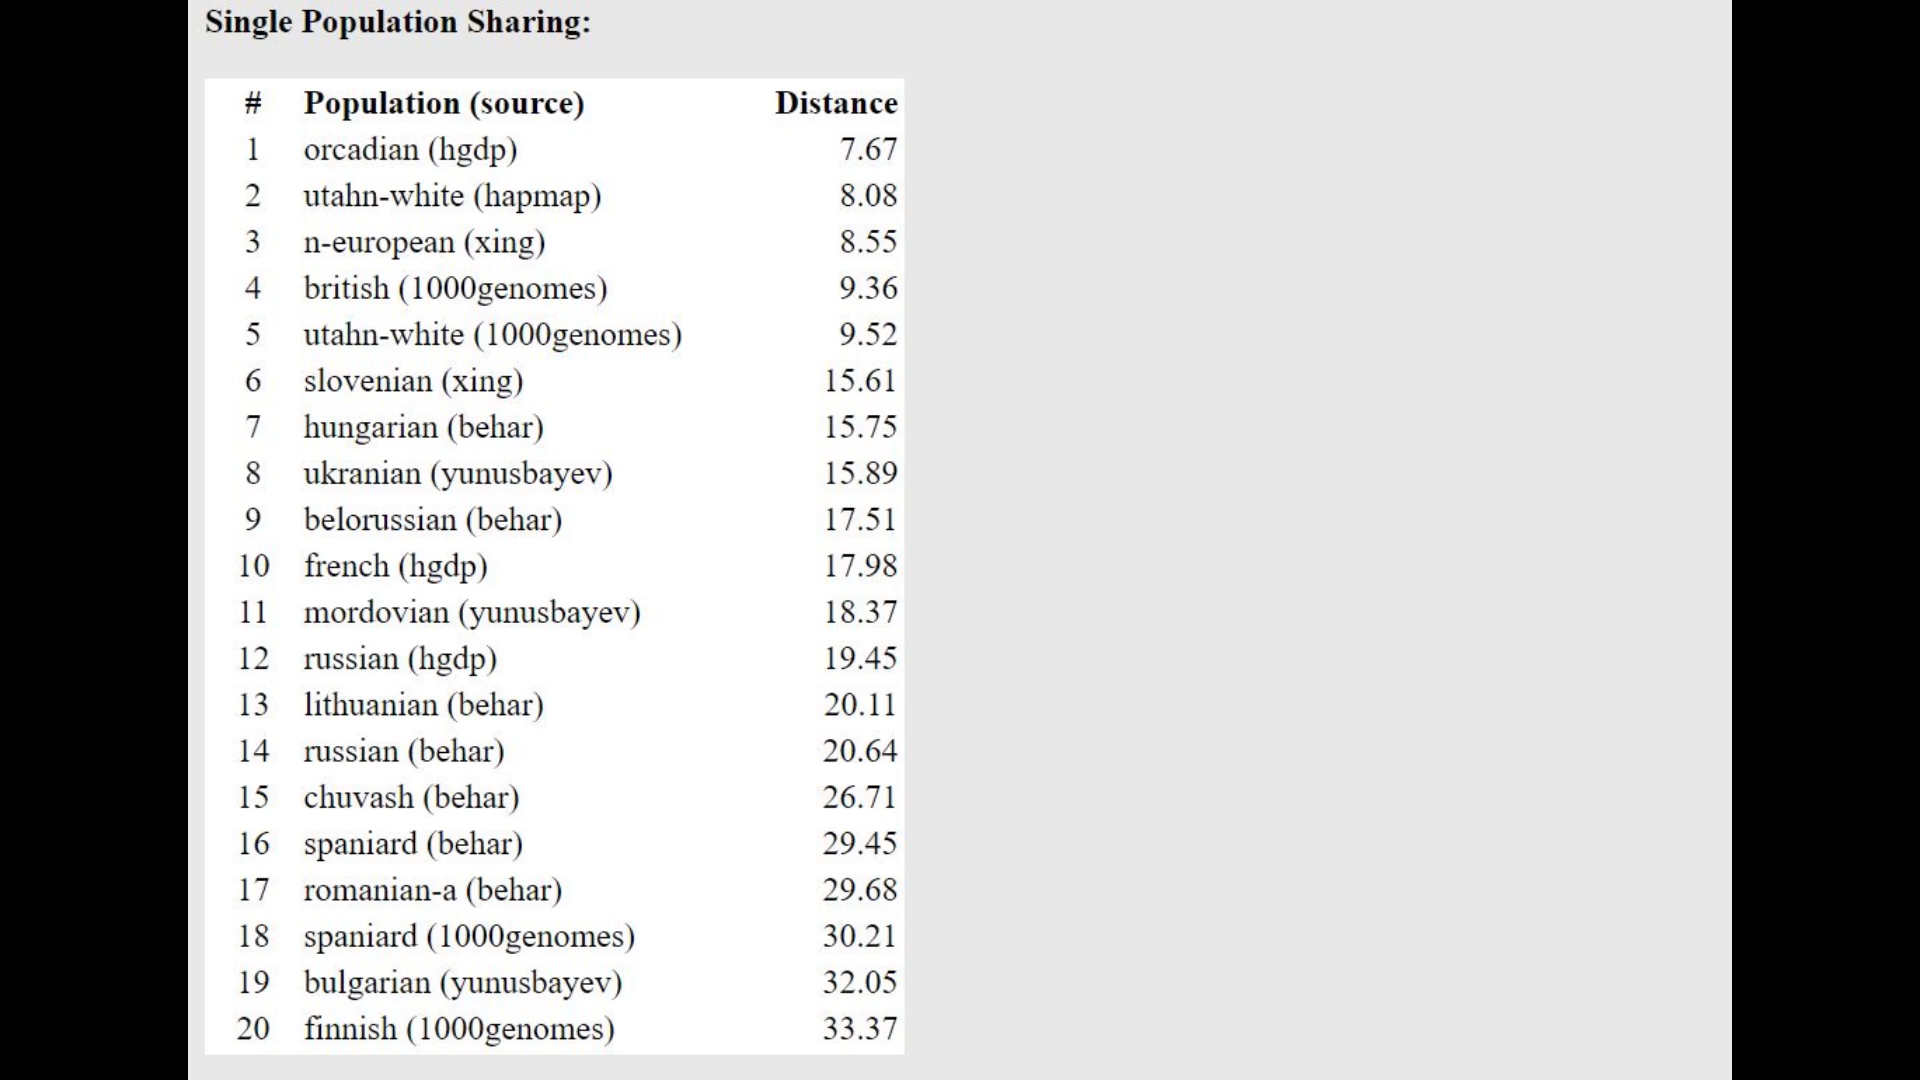 Single Population Sharing:
# Population (source) Distance
1 orcadian (hgdp) 7.67
2 utahn-white (hapmap) 8.08
3 n-european (xing) 8.55
4 british (1000genomes) 9.36
5 utahn-white (1000genomes) 9.52
6 slovenian (xing) 15.61
7 hungarian (behar) 15.75
8 ukranian (yunusbayev) 15.89
9 belorussian (behar) 17.51
10 french (hgdp) 17.98
11 mordovian (yunusbayev) 18.37
12 russian (hgdp) 19.45
13 lithuanian (behar) 20.11
14 russian (behar) 20.64
15 chuvash (behar) 26.71
16 spaniard (behar) 29.45
17 romanian-a (behar) 29.68
18 spaniard (1000genomes) 30.21
19 bulgarian (yunusbayev) 32.05
20 finnish (1000genomes) 33.37